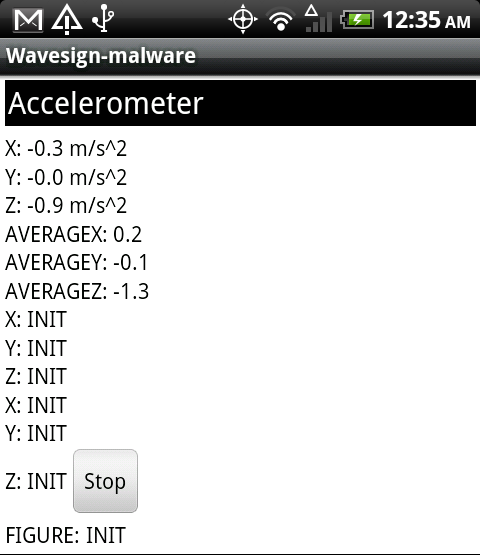 12:35 AM
Wavesign-malware
Accelerometer
X: -0.3 m/s^2
Y: -0.0 m/s^2
Z: -0.9 m/s^2
AVERAGEX: 0.2
AVERAGEY: -0.1
AVERAGEZ: -1.3
X: INIT
Y: INIT
Z: INIT
X: INIT
Y: INIT
Z: INIT Stop
FIGURE: INIT